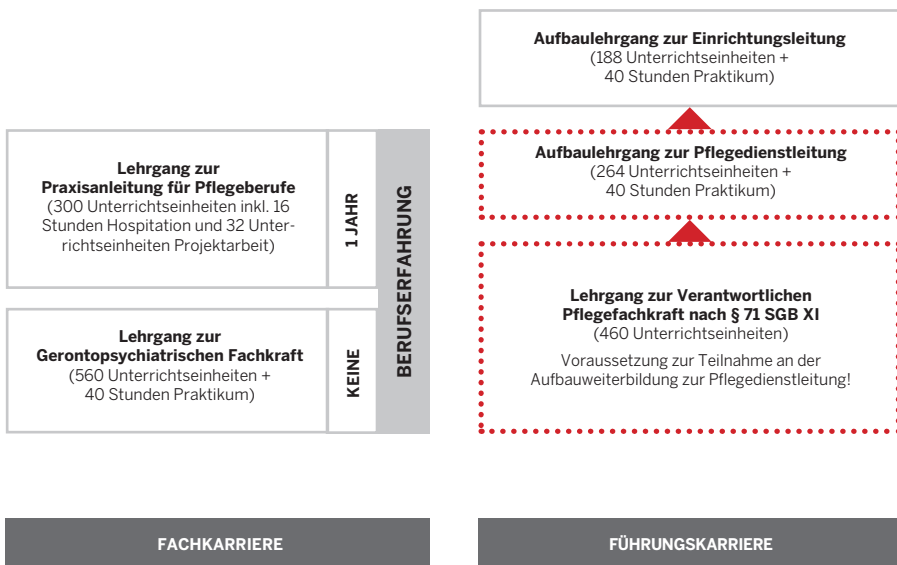 Lehrgang zur
Praxisanleitung für Pflegeberufe
(300 Unterrichtseinheiten inkl. 16
Stunden Hospitation und 32 Unter-
richtseinheiten Projektarbeit)
1 JAHR
Lehrgang zur
Gerontopsychiatrischen Fachkraft
(560 Unterrichtseinheiten +
40 Stunden Praktikum)
KEINE
BERUFSERFAHRUNG
FACHKARRIERE
Aufbaulehrgang zur Einrichtungsleitung
(188 Unterrichtseinheiten +
40 Stunden Praktikum)
Aufbaulehrgang zur Pflegedienstleitung
(264 Unterrichtseinheiten +
40 Stunden Praktikum)
Lehrgang zur Verantwortlichen
Pflegefachkraft nach § 71 SGB XI
(460 Unterrichtseinheiten)
Voraussetzung zur Teilnahme an der
Aufbauweiterbildung zur Pflegedienstleitung!
FÜHRUNGSKARRIERE